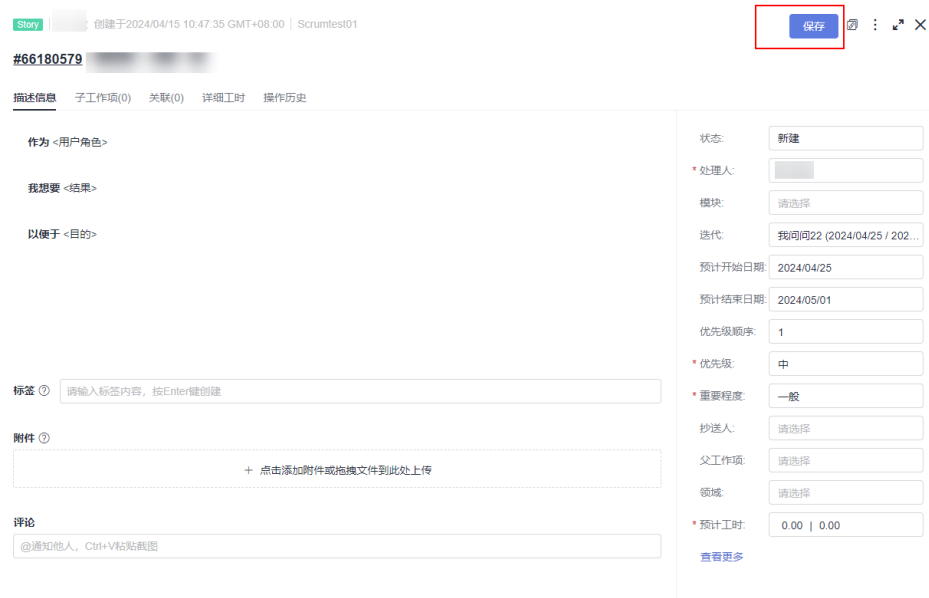 Story 创建于2024/04/15 10:47:35 GMT+08:00 | Scrumtest01 保存
#66180579
描述信息 子工作项(0) 关联(0) 详细工时 操作历史
作为 <用户角色>
我想要 <结果>
以便于 <目的>
标签 ?
请输入标签内容，按Enter键创建
附件 ?
+ 点击添加附件或拖拽文件到此处上传
评论
@通知他人，Ctrl+V粘贴截图
状态: 新建
* 处理人:
模块: 请选择
迭代: 我问问22 (2024/04/25 / 202...
预计开始日期: 2024/04/25
预计结束日期: 2024/05/01
优先级顺序: 1
* 优先级: 中
* 重要程度: 一般
抄送人: 请选择
父工作项: 请选择
领域: 请选择
* 预计工时: 0.00 | 0.00
查看更多